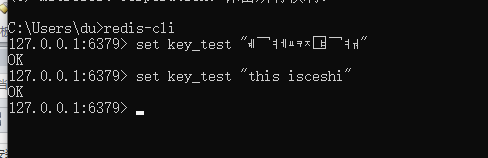 C:\Users\du>redis-cli
127.0.0.1:6379> set key_test "
OK
127.0.0.1:6379> set key_test "this isceshi"
OK
127.0.0.1:6379>